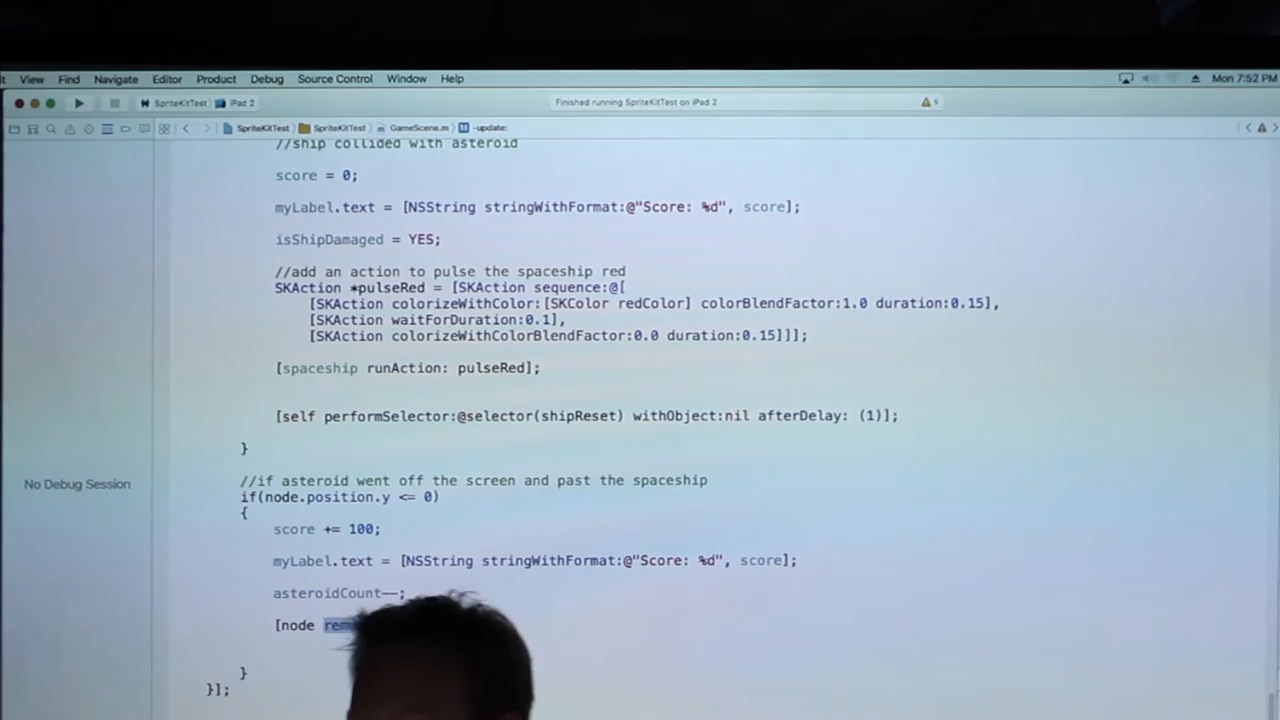 View Find Navigate Editor Product Debug Source Control Window Help Mon 7:52 PM
SpriteKitTest iPad 2 Finished running SpriteKitTest on iPad 2
SpriteKitTest SpriteKitTest GameScene.m M -update:
//ship collided with asteroid
score = 0;
myLabel.text = [NSString stringWithFormat:@"Score: %d", score];
isShipDamaged = YES;
//add an action to pulse the spaceship red
SKAction *pulseRed = [SKAction sequence:@[
[SKAction colorizeWithColor:[SKColor redColor] colorBlendFactor:1.0 duration:0.15],
[SKAction waitForDuration:0.1],
[SKAction colorizeWithColorBlendFactor:0.0 duration:0.15]]];
[spaceship runAction: pulseRed];
[self performSelector:@selector(shipReset) withObject:nil afterDelay: (1)];
}
//if asteroid went off the screen and past the spaceship
No Debug Session
if(node.position.y <= 0)
{
score += 100;
myLabel.text = [NSString stringWithFormat:@"Score: %d", score];
asteroidCount--;
[node
}
}];